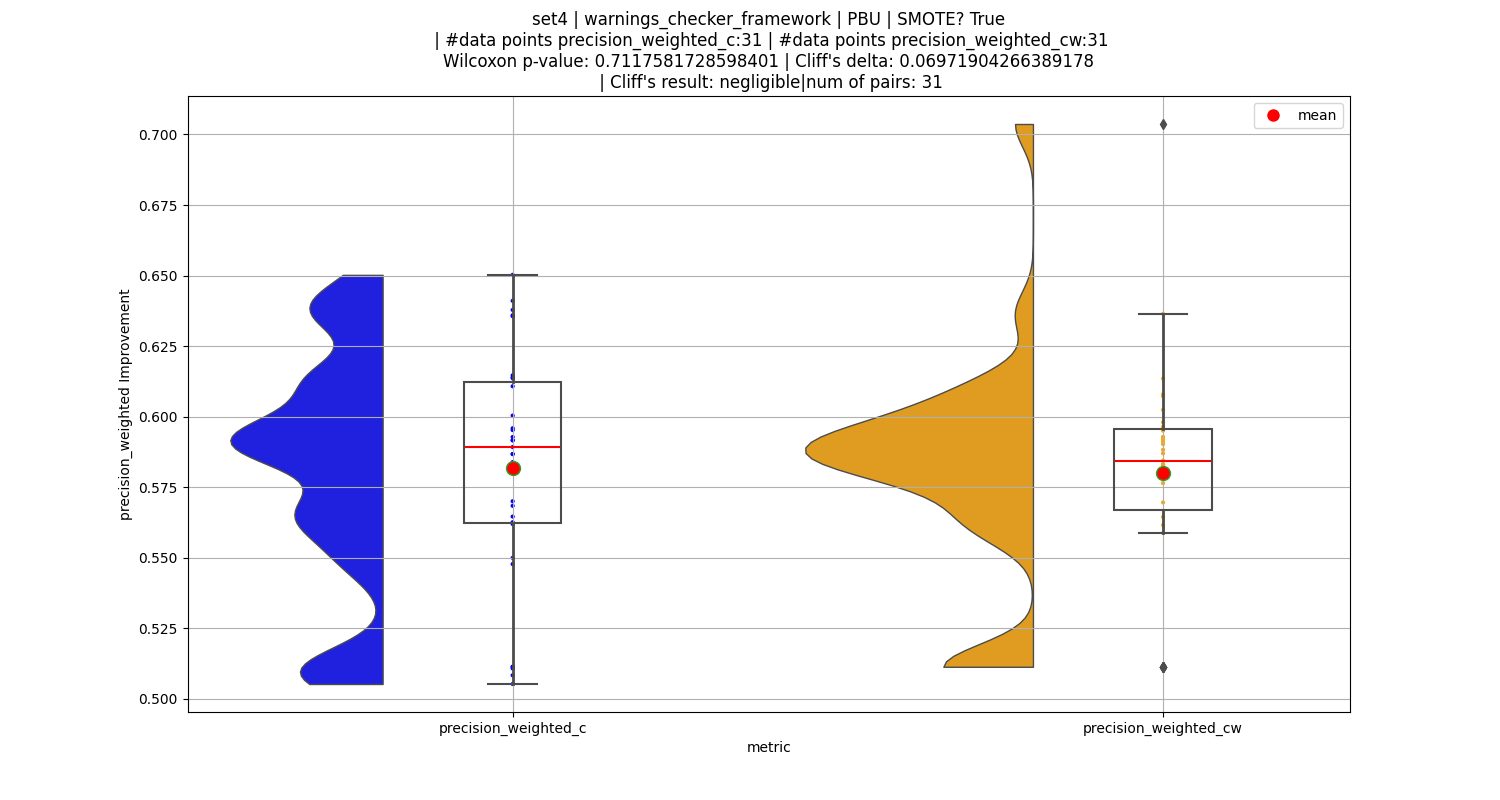 set4 | warnings_checker_framework | PBU | SMOTE? True
| #data points precision_weighted_c:31 | #data points precision_weighted_cw:31
Wilcoxon p-value: 0.7117581728598401 | Cliff's delta: 0.06971904266389178
| Cliff's result: negligible|num of pairs: 31
mean
0.700
0.675
0.650
0.625
0.600
0.575
0.550
0.525
0.500
precision_weighted Improvement
precision_weighted_c
precision_weighted_cw
metric